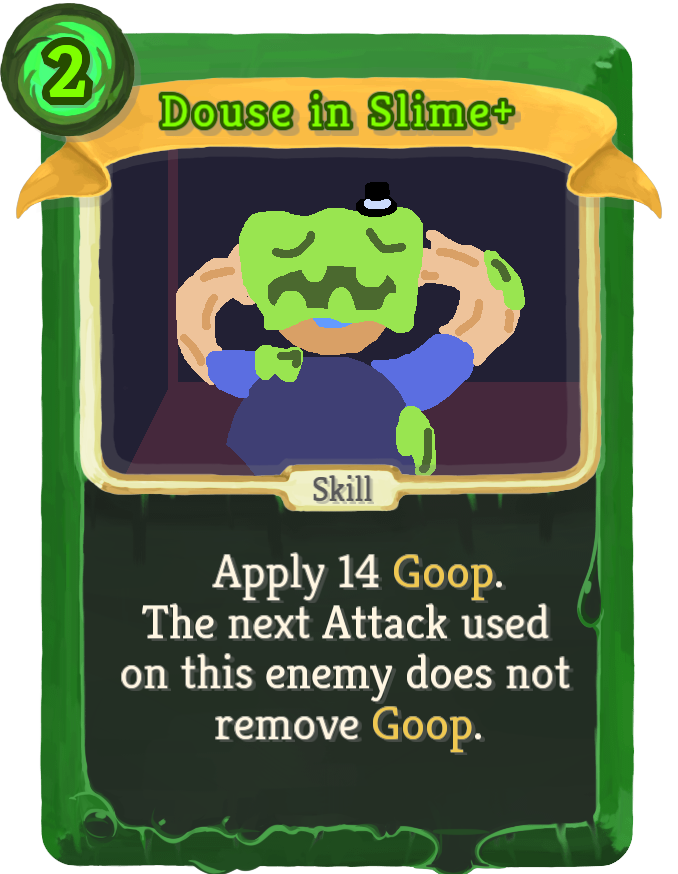 2
Douse in Slime+
Skill
Apply 14 Goop.
The next Attack used
on this enemy does not
remove Goop.